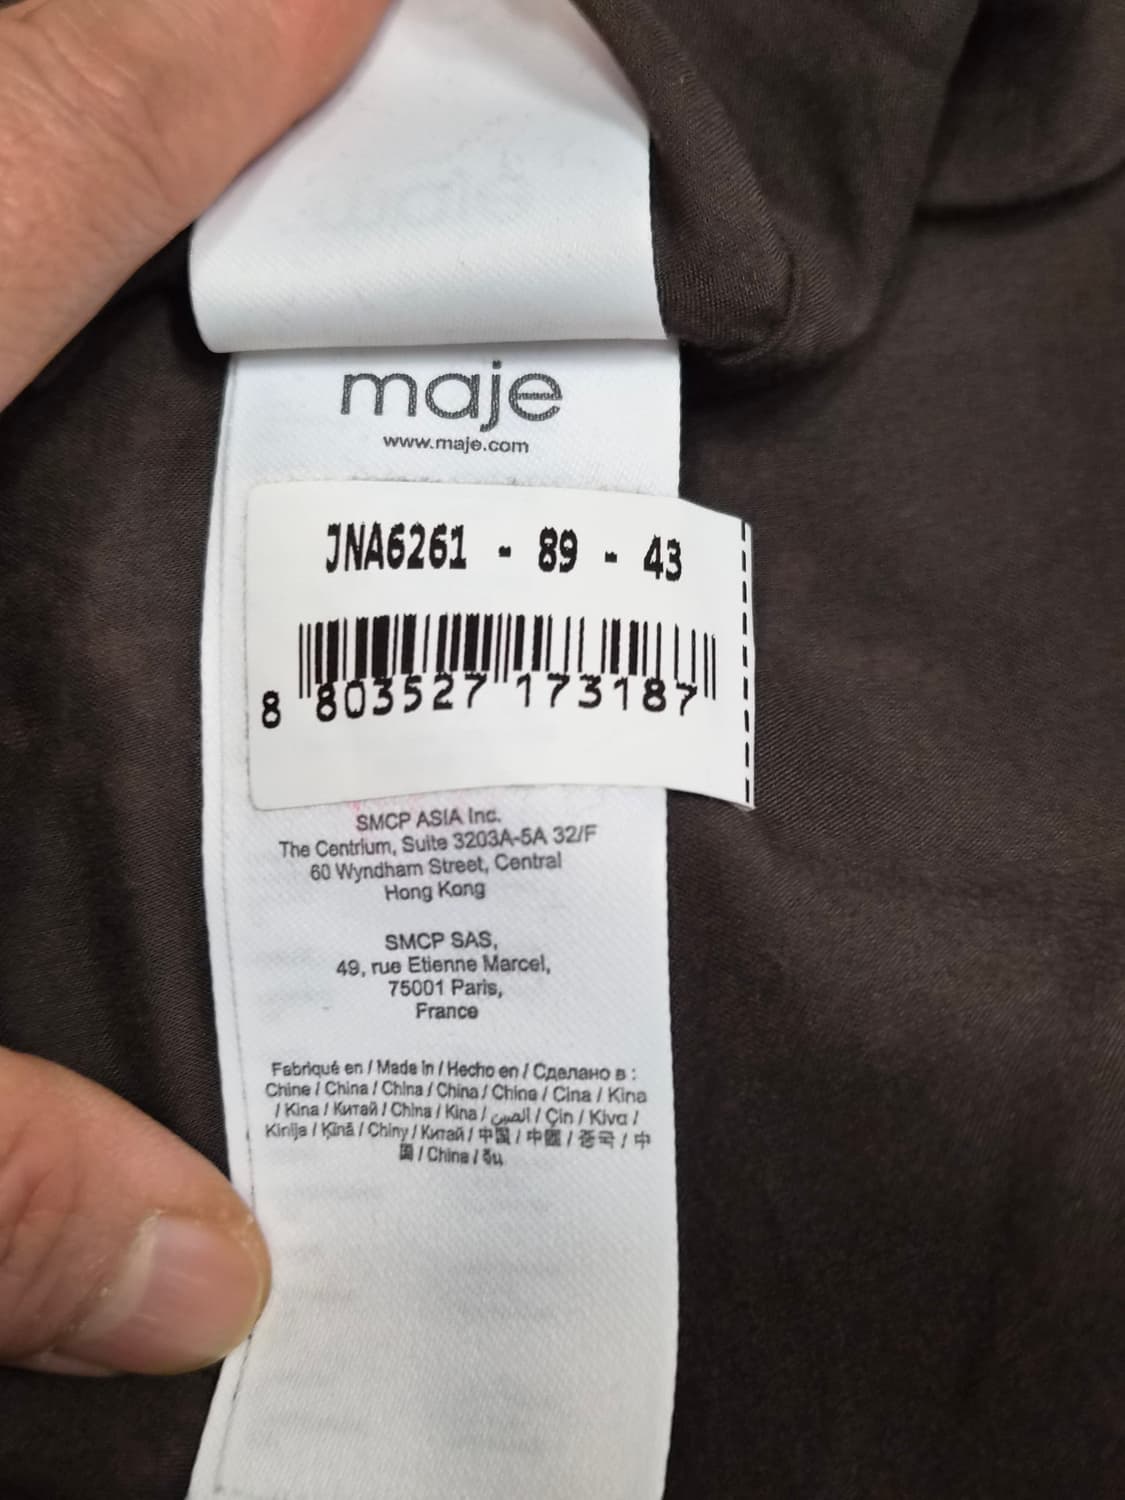 maje
www.maje.com
JNA6261 - 89 - 43
8 803527 173187
SMCP ASIA Inc.
The Centrium, Suite 3203A-5A 32/F
60 Wyndham Street, Central
Hong Kong
SMCP SAS,
49, rue Etienne Marcel,
75001 Paris,
France
Fabriqué en / Made in / Hecho en / Сделано в :
Chine / China / China / China / Chine / Cina / Kina
/ Kina / Китай / China / Kina / الصين / Çin / Κίνα /
Kinija / Ķīnā / Chiny / Китай / 中国 / 中國 / 중국 / 中
国 / China / จีน